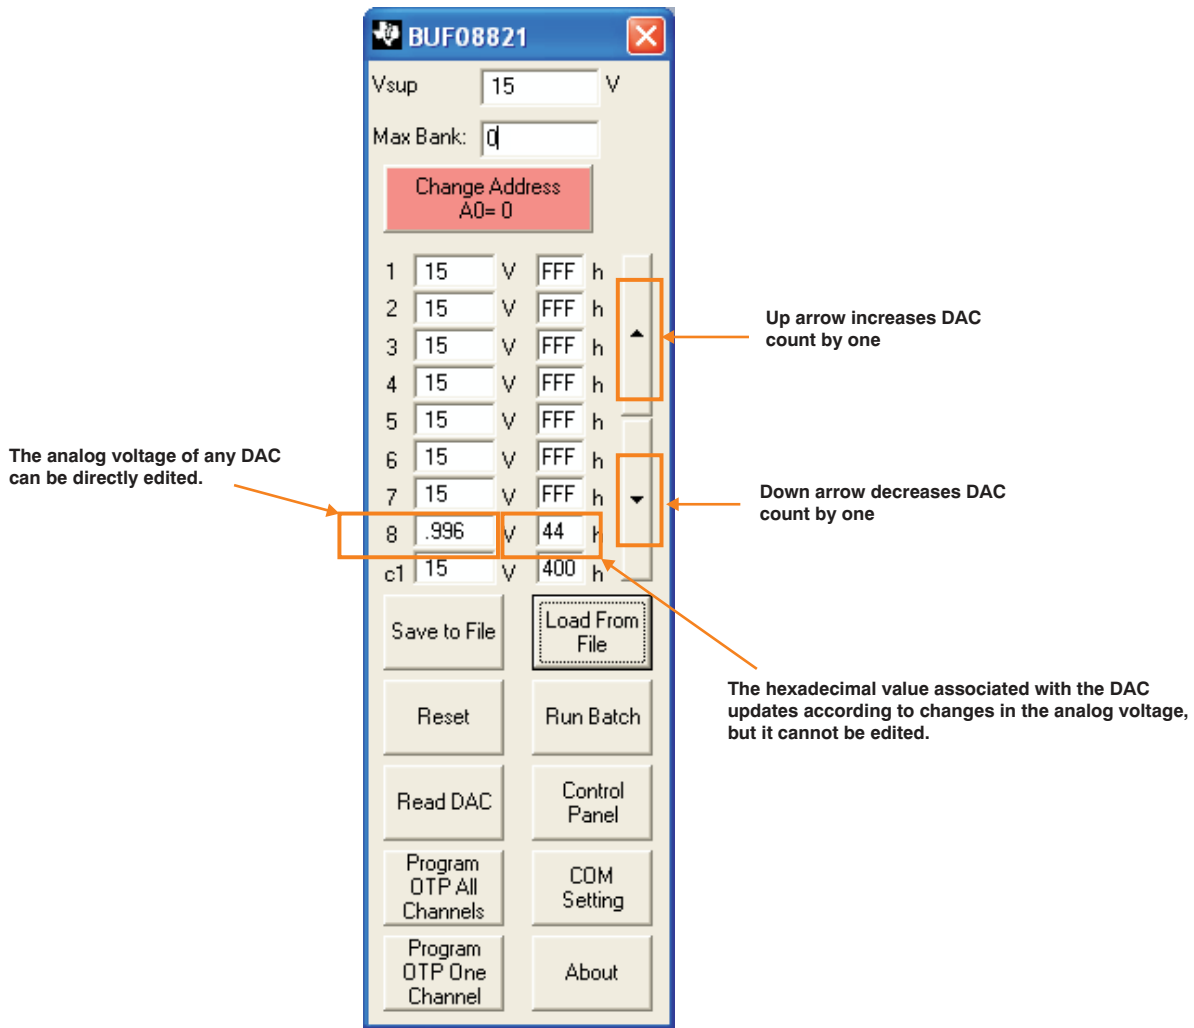 BUF08821
Vsup 15 V
Max Bank: 0
Change Address
A0= 0
1 15 V FFF h
2 15 V FFF h
3 15 V FFF h
4 15 V FFF h
5 15 V FFF h
6 15 V FFF h
7 15 V FFF h
8 .996 V 44 h
c1 15 V 400 h
Up arrow increases DAC
count by one
Down arrow decreases DAC
count by one
The analog voltage of any DAC
can be directly edited.
The hexadecimal value associated with the DAC
updates according to changes in the analog voltage,
but it cannot be edited.
Save to File
Load From
File
Reset
Run Batch
Read DAC
Control
Panel
Program
OTP All
Channels
COM
Setting
Program
OTP One
Channel
About